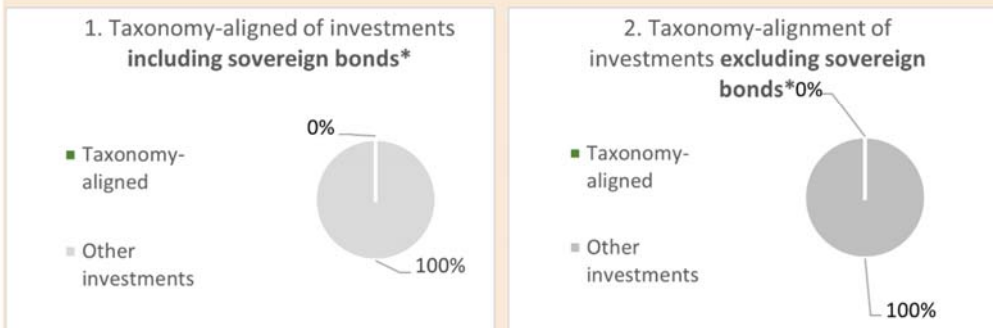 1. Taxonomy-aligned of investments
including sovereign bonds*
0%
Taxonomy-
aligned
Other
investments
100%
2. Taxonomy-alignment of
investments excluding sovereign
bonds*0%
Taxonomy-
aligned
Other
investments
100%